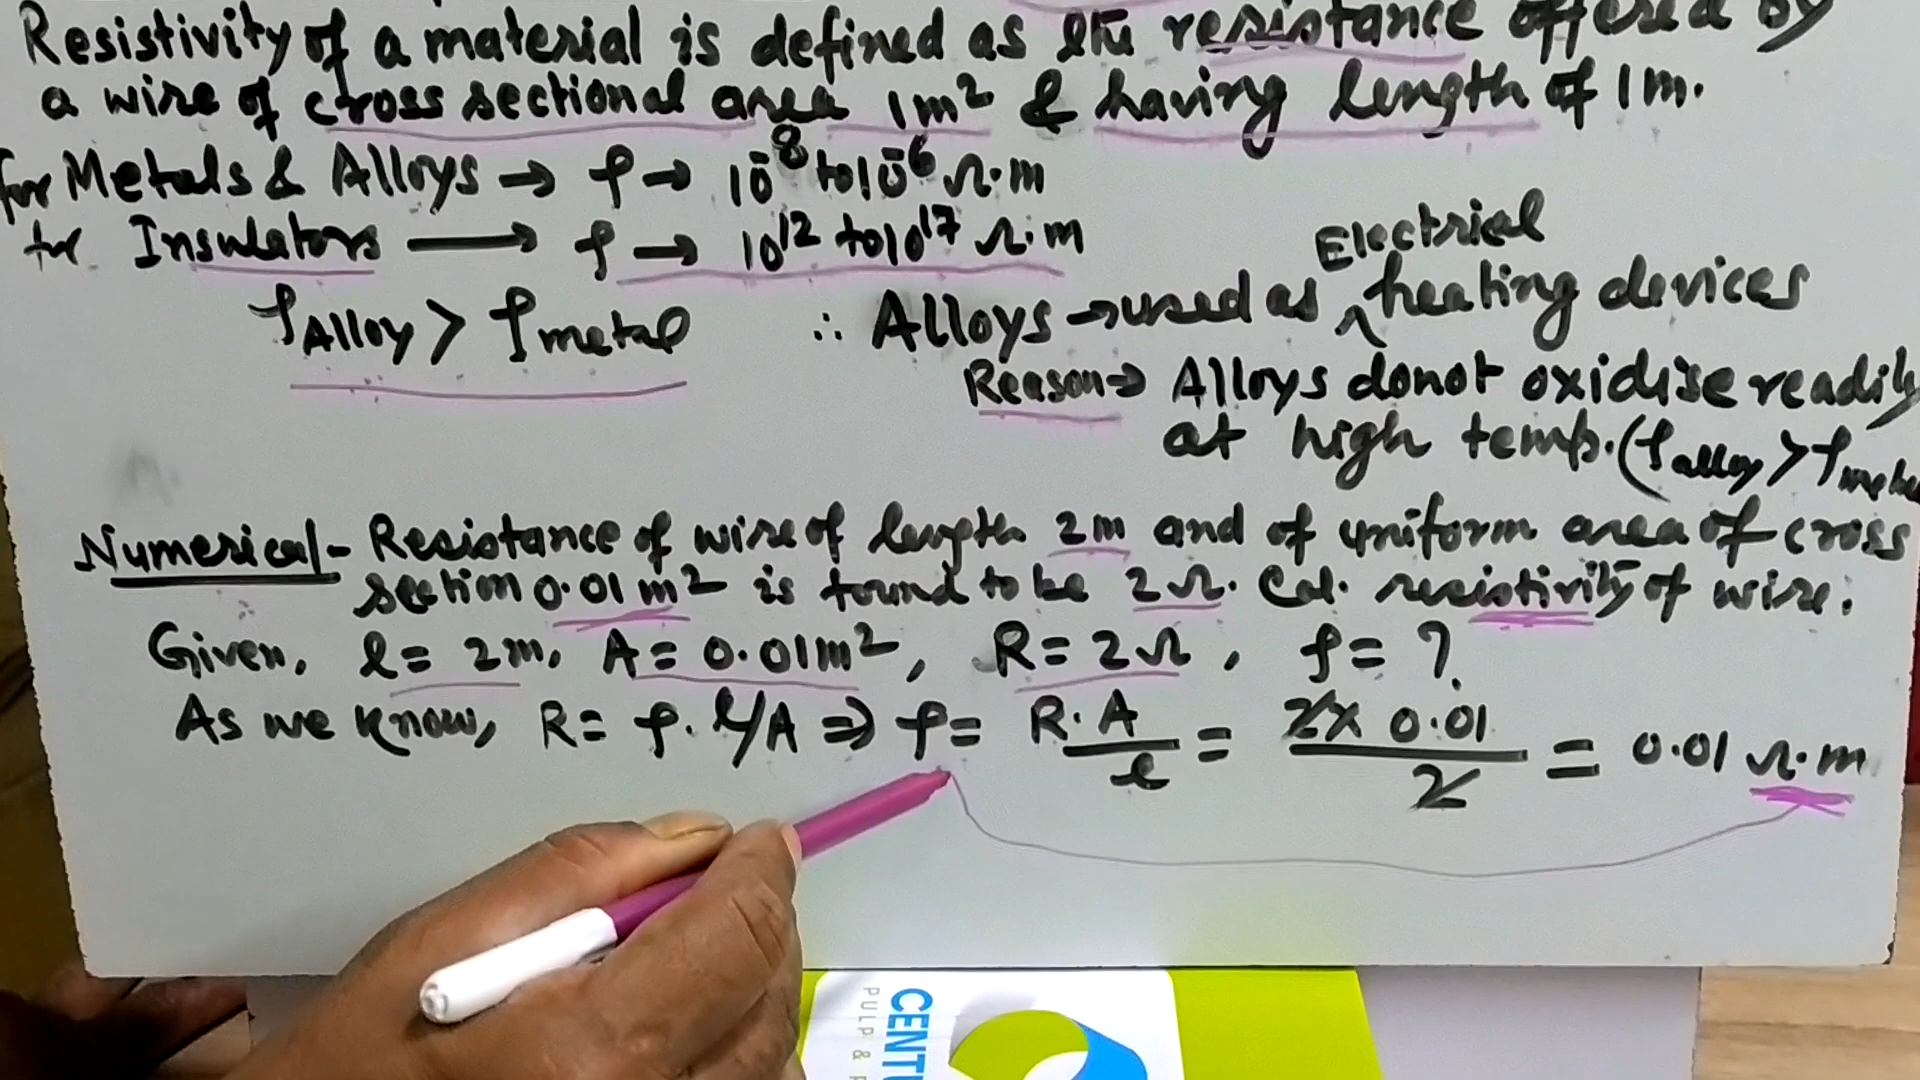 Resistivity of a material is defined as the resistance offered by
a wire of cross sectional area 1m² & having length of 1m.
for Metals & Alloys → ρ → 10⁻⁸ to 10⁻⁶ Ω.m
for Insulators → ρ → 10¹² to 10¹⁷ Ω.m
ρAlloy > ρmetal ∴ Alloys → used as Electrical heating devices
Reason → Alloys donot oxidise readily
at high temp. (ρalloy > ρmetal
Numerical - Resistance of wire of length 2m and of uniform area of cross
section 0.01m² is found to be 2Ω. Cal. resistivity of wire.
Given, l = 2m, A = 0.01m², R = 2Ω, ρ = ?
As we know, R = ρ. l/A ⇒ ρ = R.A/l = 2x 0.01/2 = 0.01 Ω.m
CENTU
PULP & P